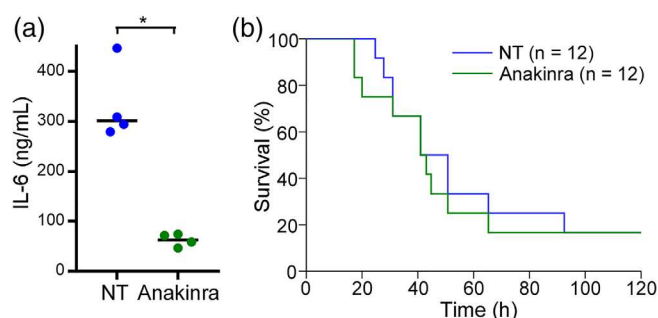 (a)
*
IL-6 (ng/mL)
400
300
200
100
0
NT Anakinra
(b)
NT (n = 12)
Anakinra (n = 12)
Survival (%)
100
80
60
40
20
0
0 20 40 60 80 100 120
Time (h)